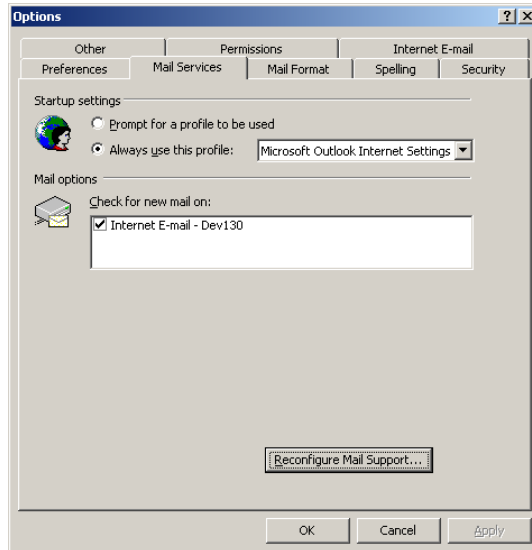 Options
Other Permissions Internet E-mail
Preferences Mail Services Mail Format Spelling Security
Startup settings
Prompt for a profile to be used
Always use this profile: Microsoft Outlook Internet Settings
Mail options
Check for new mail on:
Internet E-mail - Dev130
Reconfigure Mail Support...
OK Cancel Apply